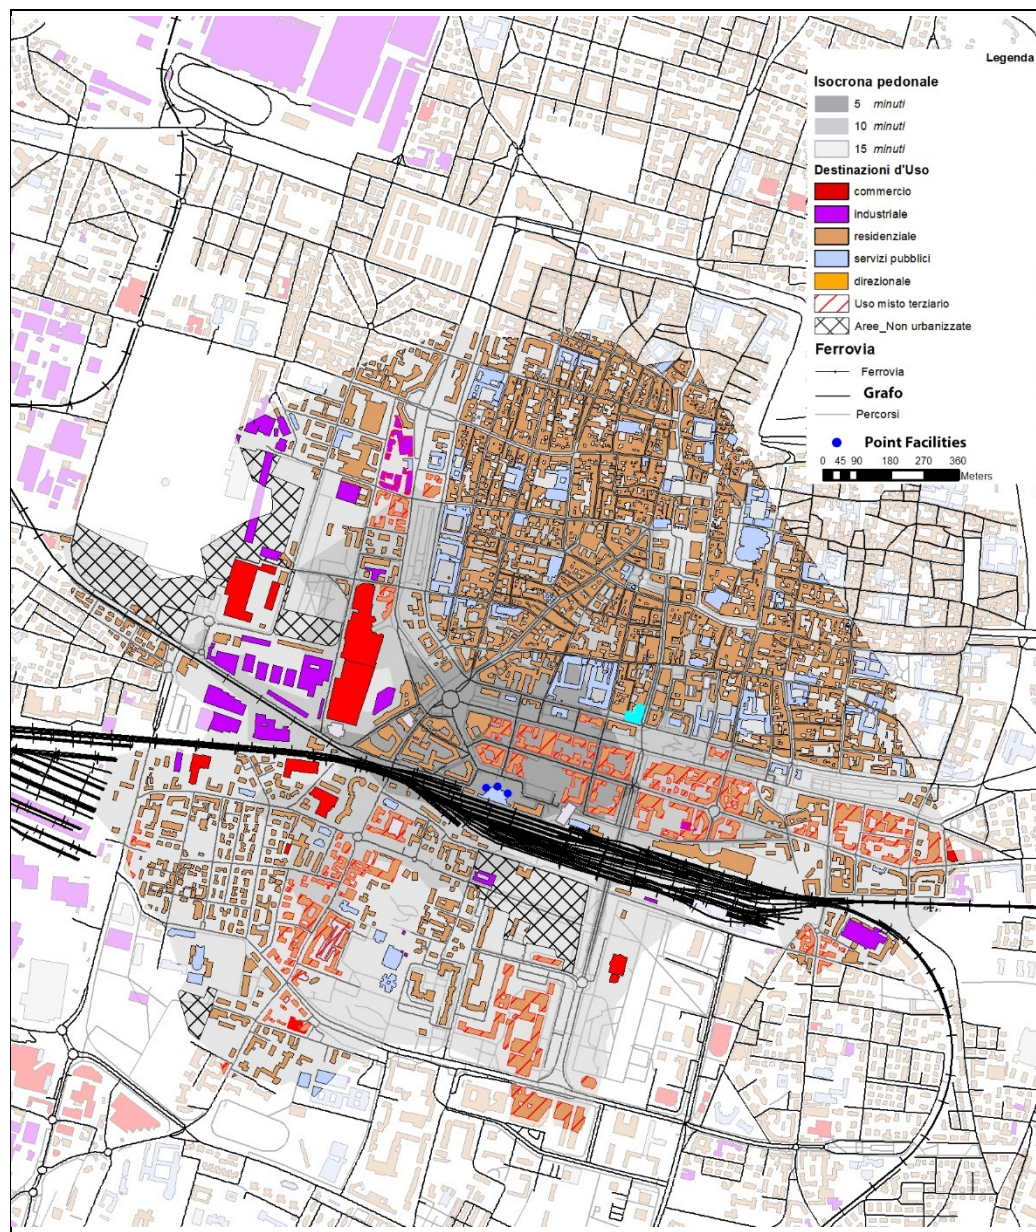 Legenda
Isocrona pedonale
5 minuti
10 minuti
15 minuti
Destinazioni d'Uso
commercio
industriale
residenziale
servizi pubblici
direzionale
Uso misto terziario
Aree_Non urbanizzate
Ferrovia
Ferrovia
Grafo
Percorsi
Point Facilities
0 45 90 180 270 360
Meters